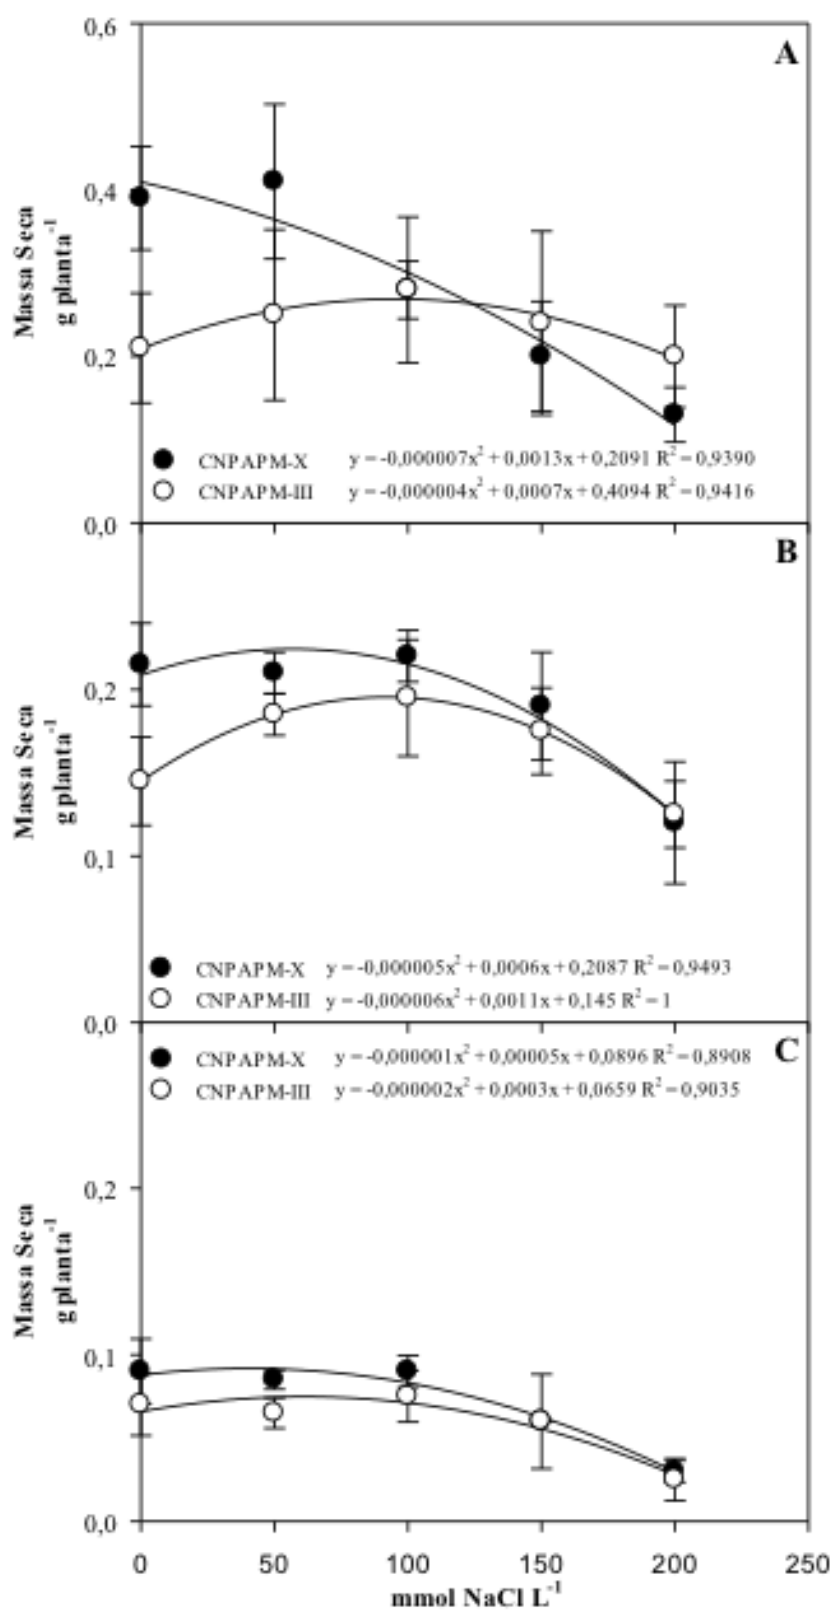 0,6
A
0,4
Massa Seca
g planta⁻¹
0,2
CNPAPM-X y = -0,000007x² + 0,0013x + 0,2091 R² = 0,9390
CNPAPM-III y = -0,000004x² + 0,0007x + 0,4094 R² = 0,9416
0,0
B
0,2
Massa Seca
g planta⁻¹
0,1
CNPAPM-X y = -0,000005x² + 0,0006x + 0,2087 R² = 0,9493
CNPAPM-III y = -0,000006x² + 0,0011x + 0,145 R² = 1
0,0
C
CNPAPM-X y = -0,000001x² + 0,00005x + 0,0896 R² = 0,8908
CNPAPM-III y = -0,000002x² + 0,0003x + 0,0659 R² = 0,9035
0,2
Massa Seca
g planta⁻¹
0,1
0,0
0 50 100 150 200 250
mmol NaCl L⁻¹